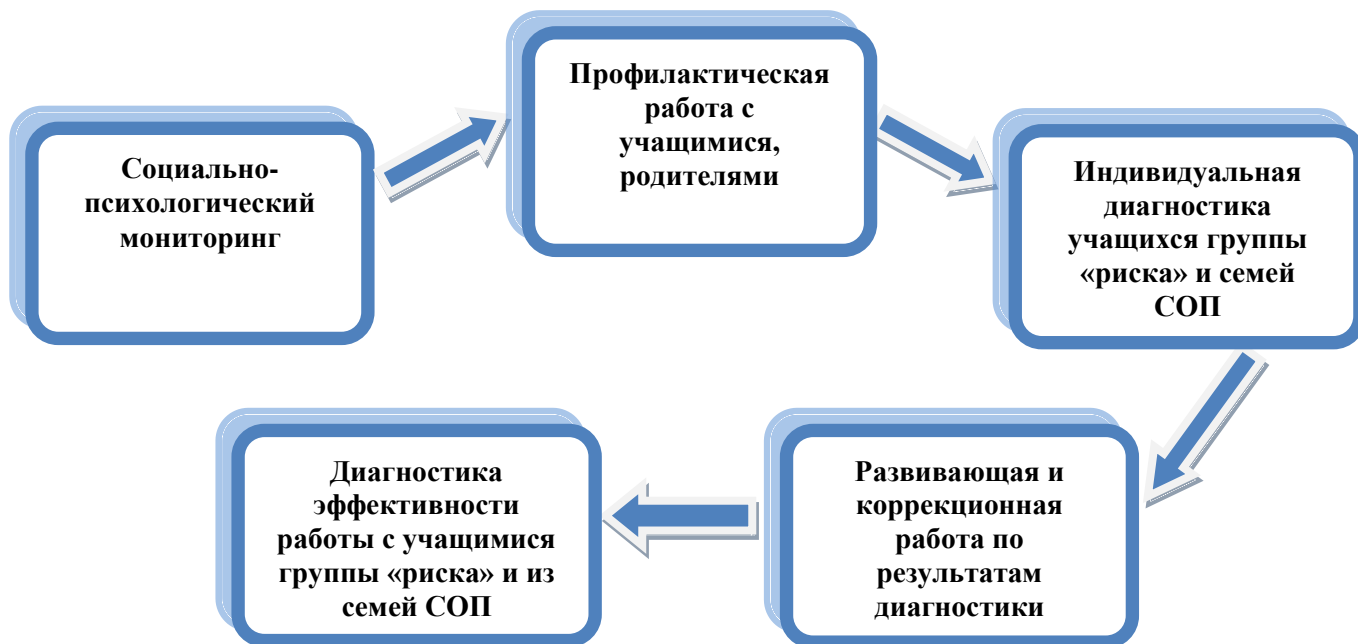 Социально-
психологический
мониторинг
Профилактическая
работа с
учащимися,
родителями
Индивидуальная
диагностика
учащихся группы
«риска» и семей
СОП
Развивающая и
коррекционная
работа по
результатам
диагностики
Диагностика
эффективности
работы с учащимися
группы «риска» и из
семей СОП